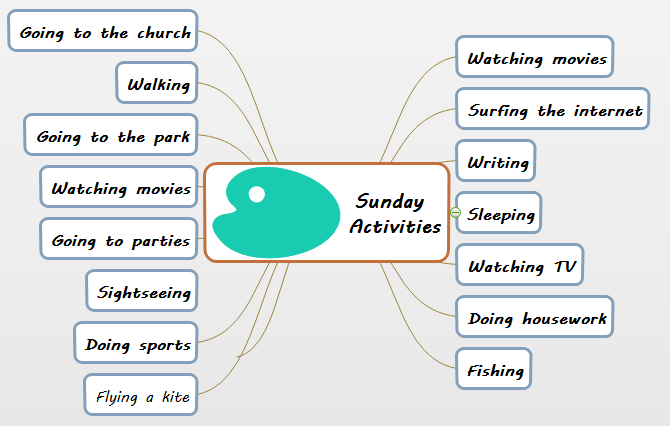 Going to the church
Walking
Going to the park
Watching movies
Going to parties
Sightseeing
Doing sports
Flying a kite
Sunday
Activities
Watching movies
Surfing the internet
Writing
Sleeping
Watching TV
Doing housework
Fishing